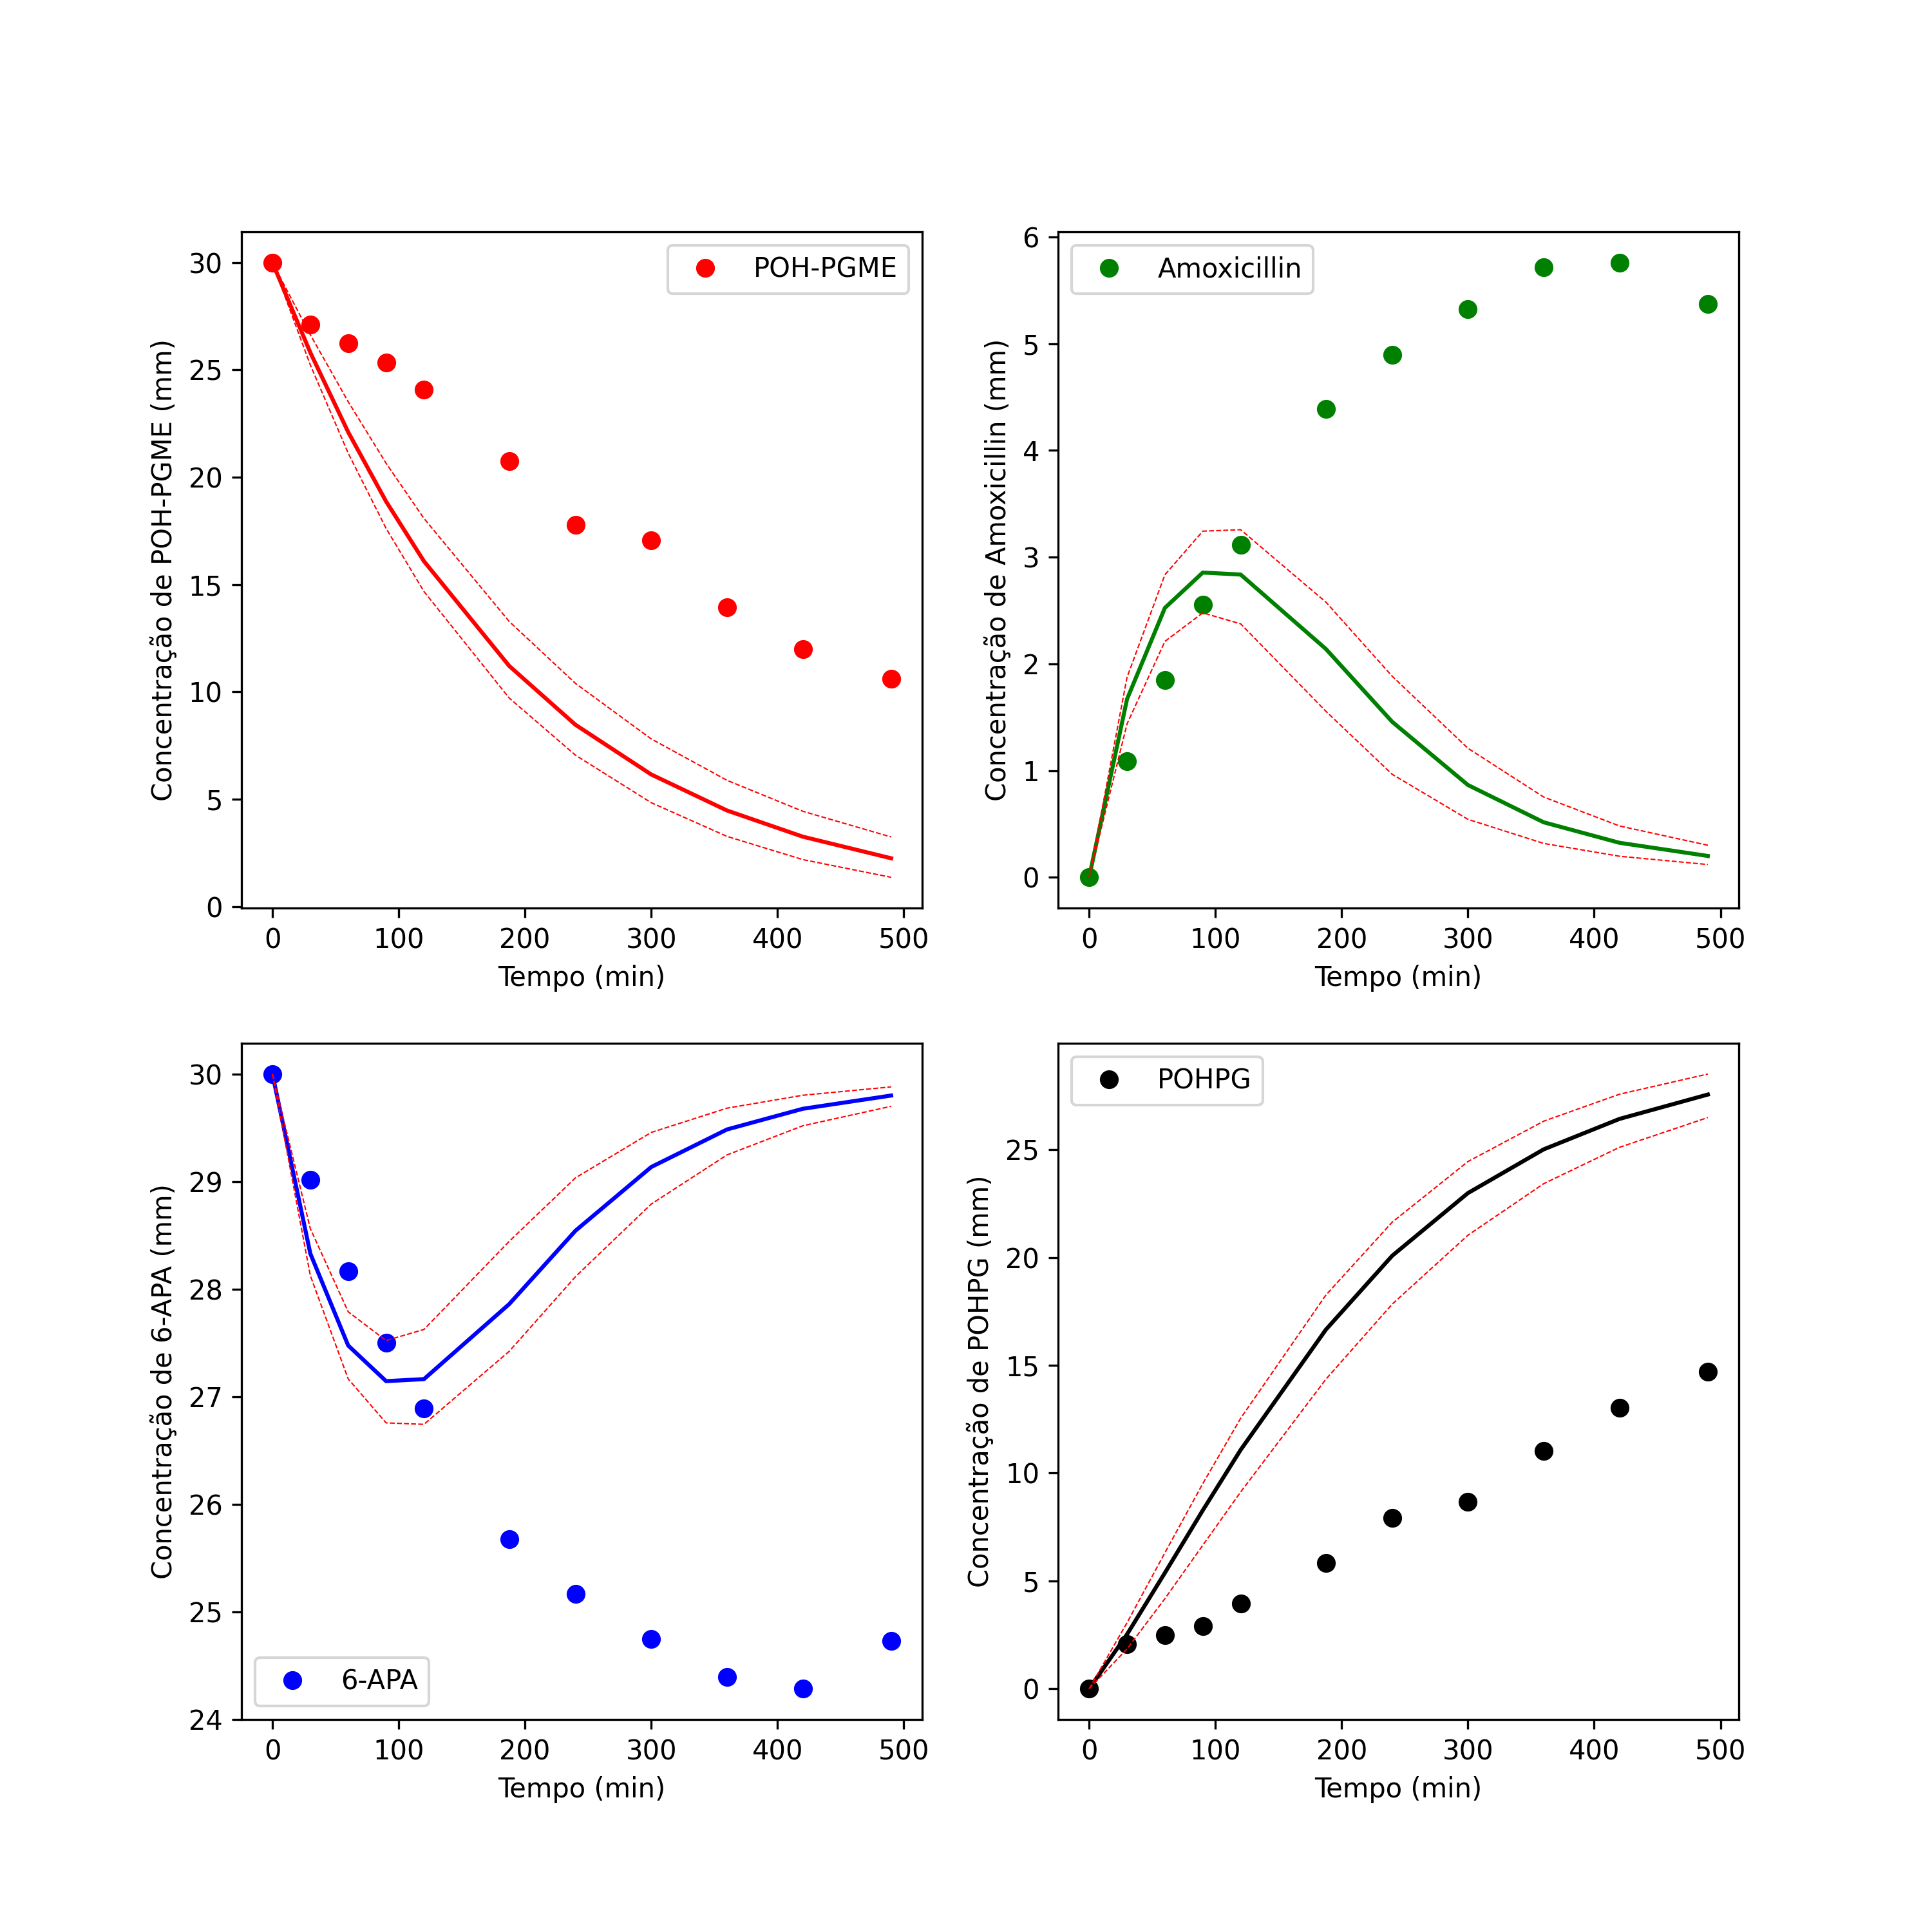 Concentração de POH-PGME (mm)
30
25
20
15
10
5
0
POH-PGME
0 100 200 300 400 500
Tempo (min)
Concentração de Amoxicillin (mm)
6
5
4
3
2
1
0
Amoxicillin
0 100 200 300 400 500
Tempo (min)
Concentração de 6-APA (mm)
30
29
28
27
26
25
24
6-APA
0 100 200 300 400 500
Tempo (min)
Concentração de POHPG (mm)
25
20
15
10
5
0
POHPG
0 100 200 300 400 500
Tempo (min)